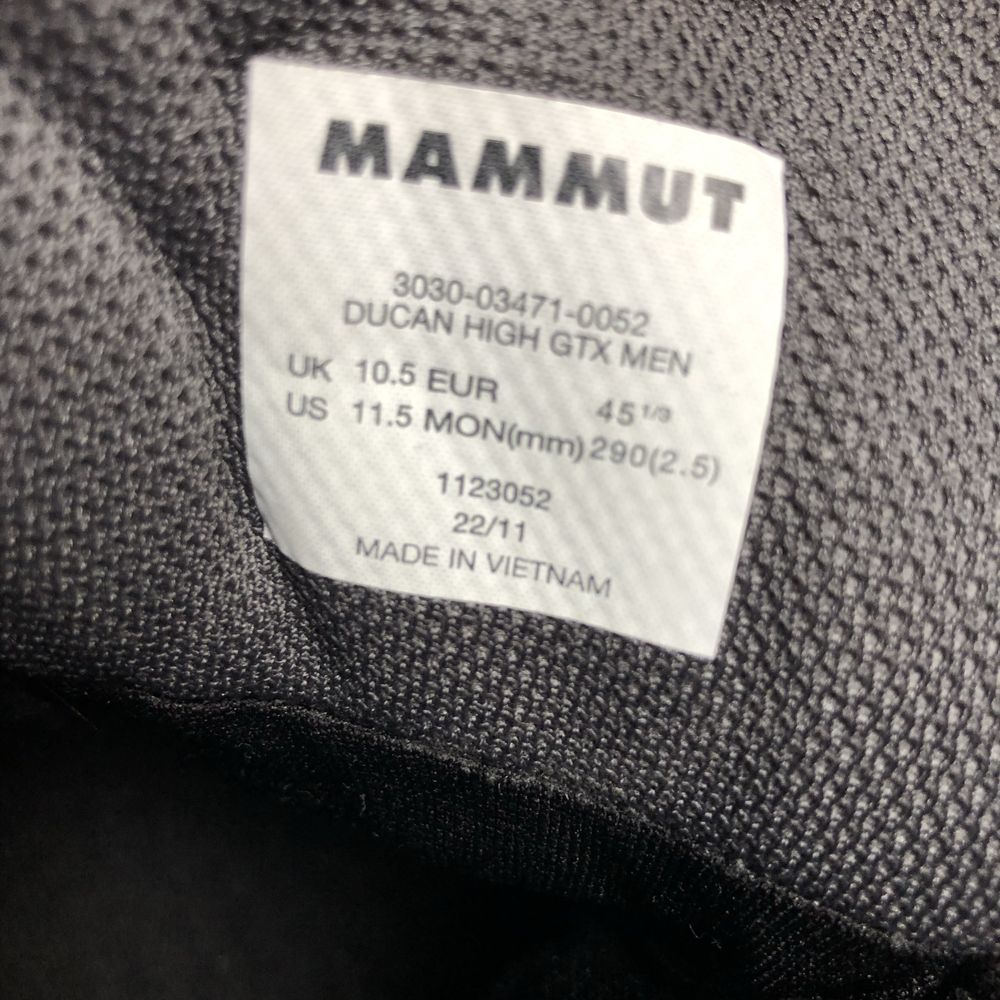 MAMMUT
3030-03471-0052
DUCAN HIGH GTX MEN
UK 10.5 EUR 45 1/3
US 11.5 MON(mm) 290(2.5)
1123052
22/11
MADE IN VIETNAM